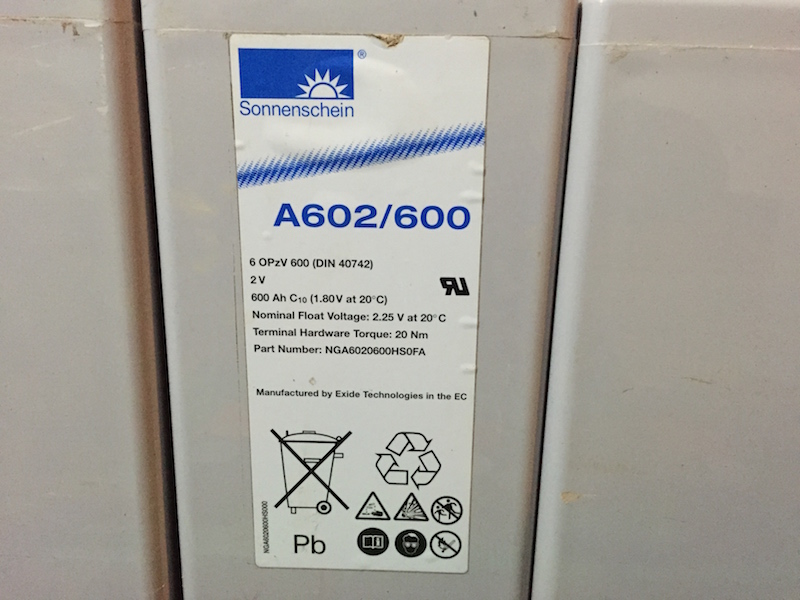 ®
Sonnenschein
A602/600
6 OPzV 600 (DIN 40742)
2 V
600 Ah C₁₀ (1.80V at 20°C)
Nominal Float Voltage: 2.25 V at 20°C
Terminal Hardware Torque: 20 Nm
Part Number: NGA6020600HS0FA
Manufactured by Exide Technologies in the EC
NGA6020600HS000
Pb